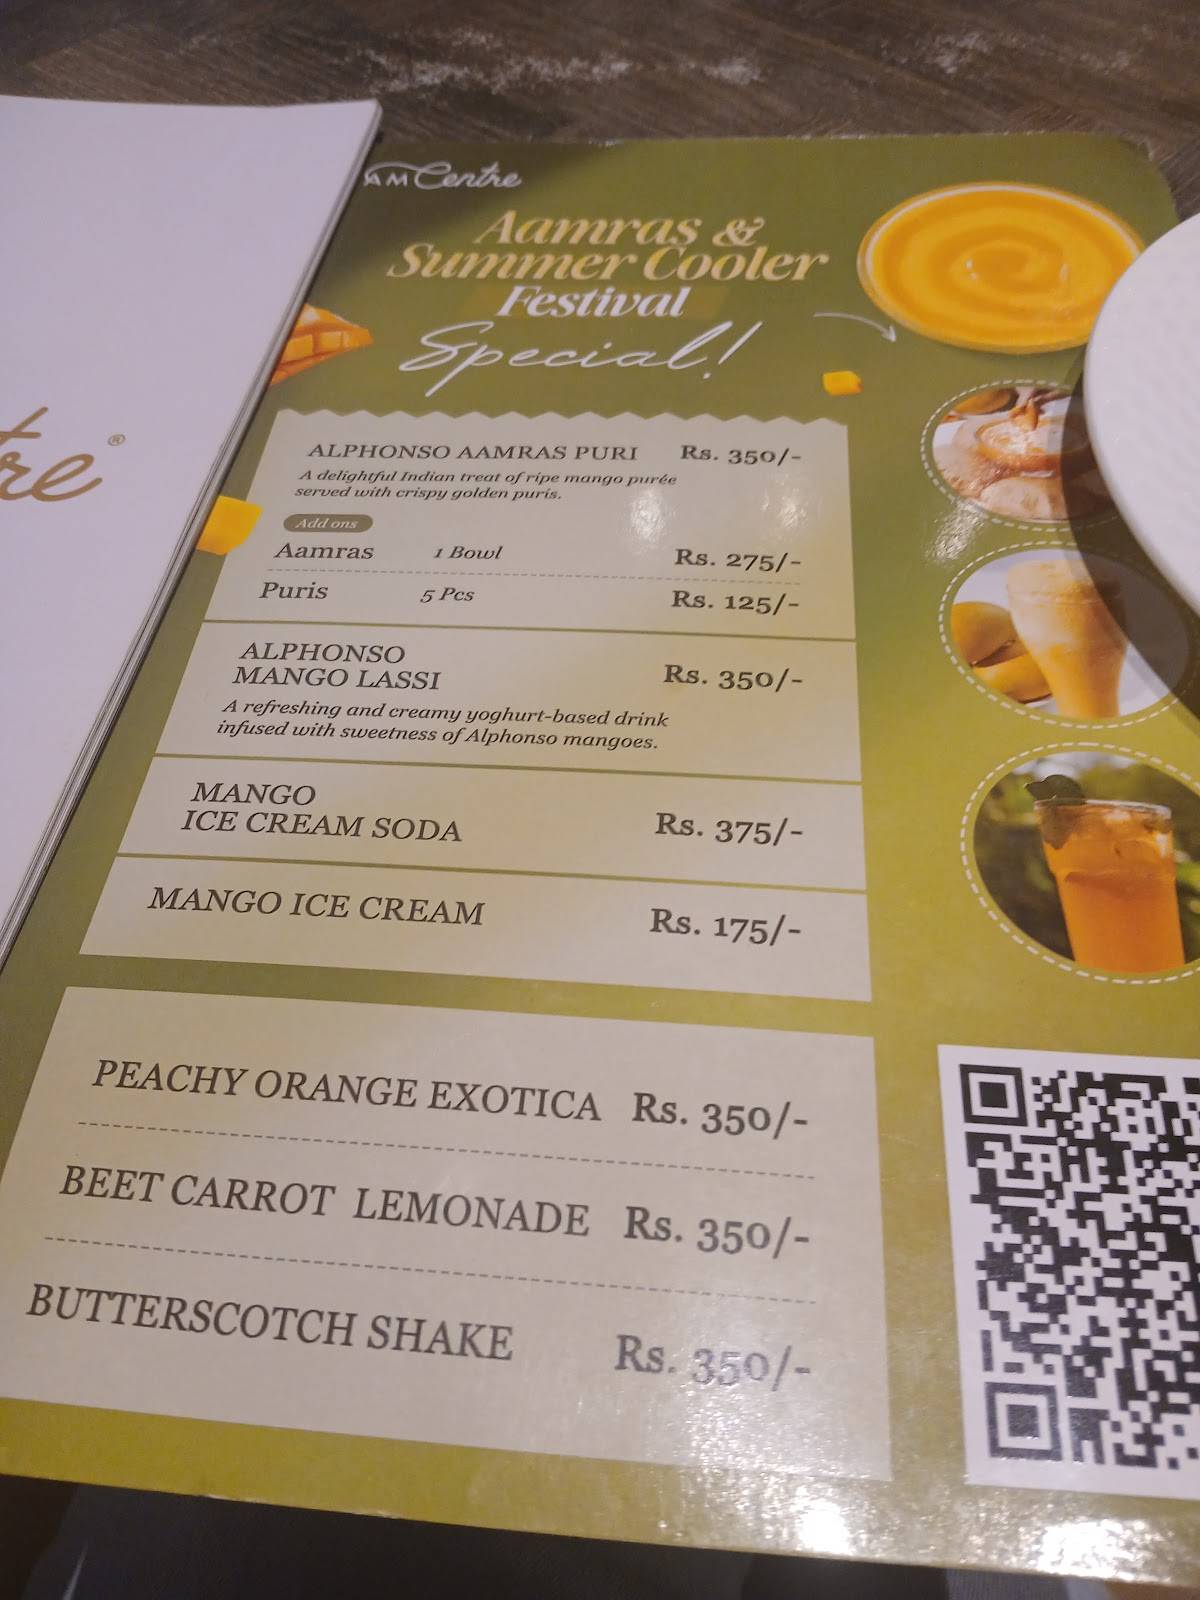 AM Centre
Aamras &
Summer Cooler
Festival
Special!
ALPHONSO AAMRAS PURI Rs. 350/-
A delightful Indian treat of ripe mango purée
served with crispy golden puris.
Add ons
Aamras 1 Bowl Rs. 275/-
Puris 5 Pcs Rs. 125/-
ALPHONSO
MANGO LASSI Rs. 350/-
A refreshing and creamy yoghurt-based drink
infused with sweetness of Alphonso mangoes.
MANGO
ICE CREAM SODA Rs. 375/-
MANGO ICE CREAM Rs. 175/-
PEACHY ORANGE EXOTICA Rs. 350/-
BEET CARROT LEMONADE Rs. 350/-
BUTTERSCOTCH SHAKE Rs. 350/-
tre®